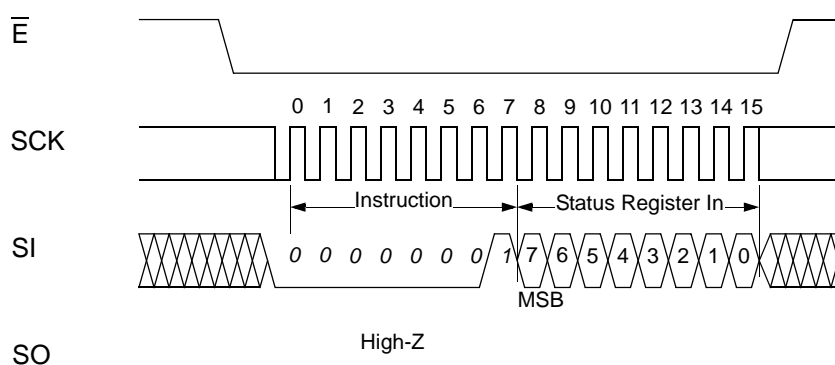 E
0 1 2 3 4 5 6 7 8 9 10 11 12 13 14 15
SCK
Instruction Status Register In
SI
0 0 0 0 0 0 0 1 7 6 5 4 3 2 1 0
MSB
High-Z
SO